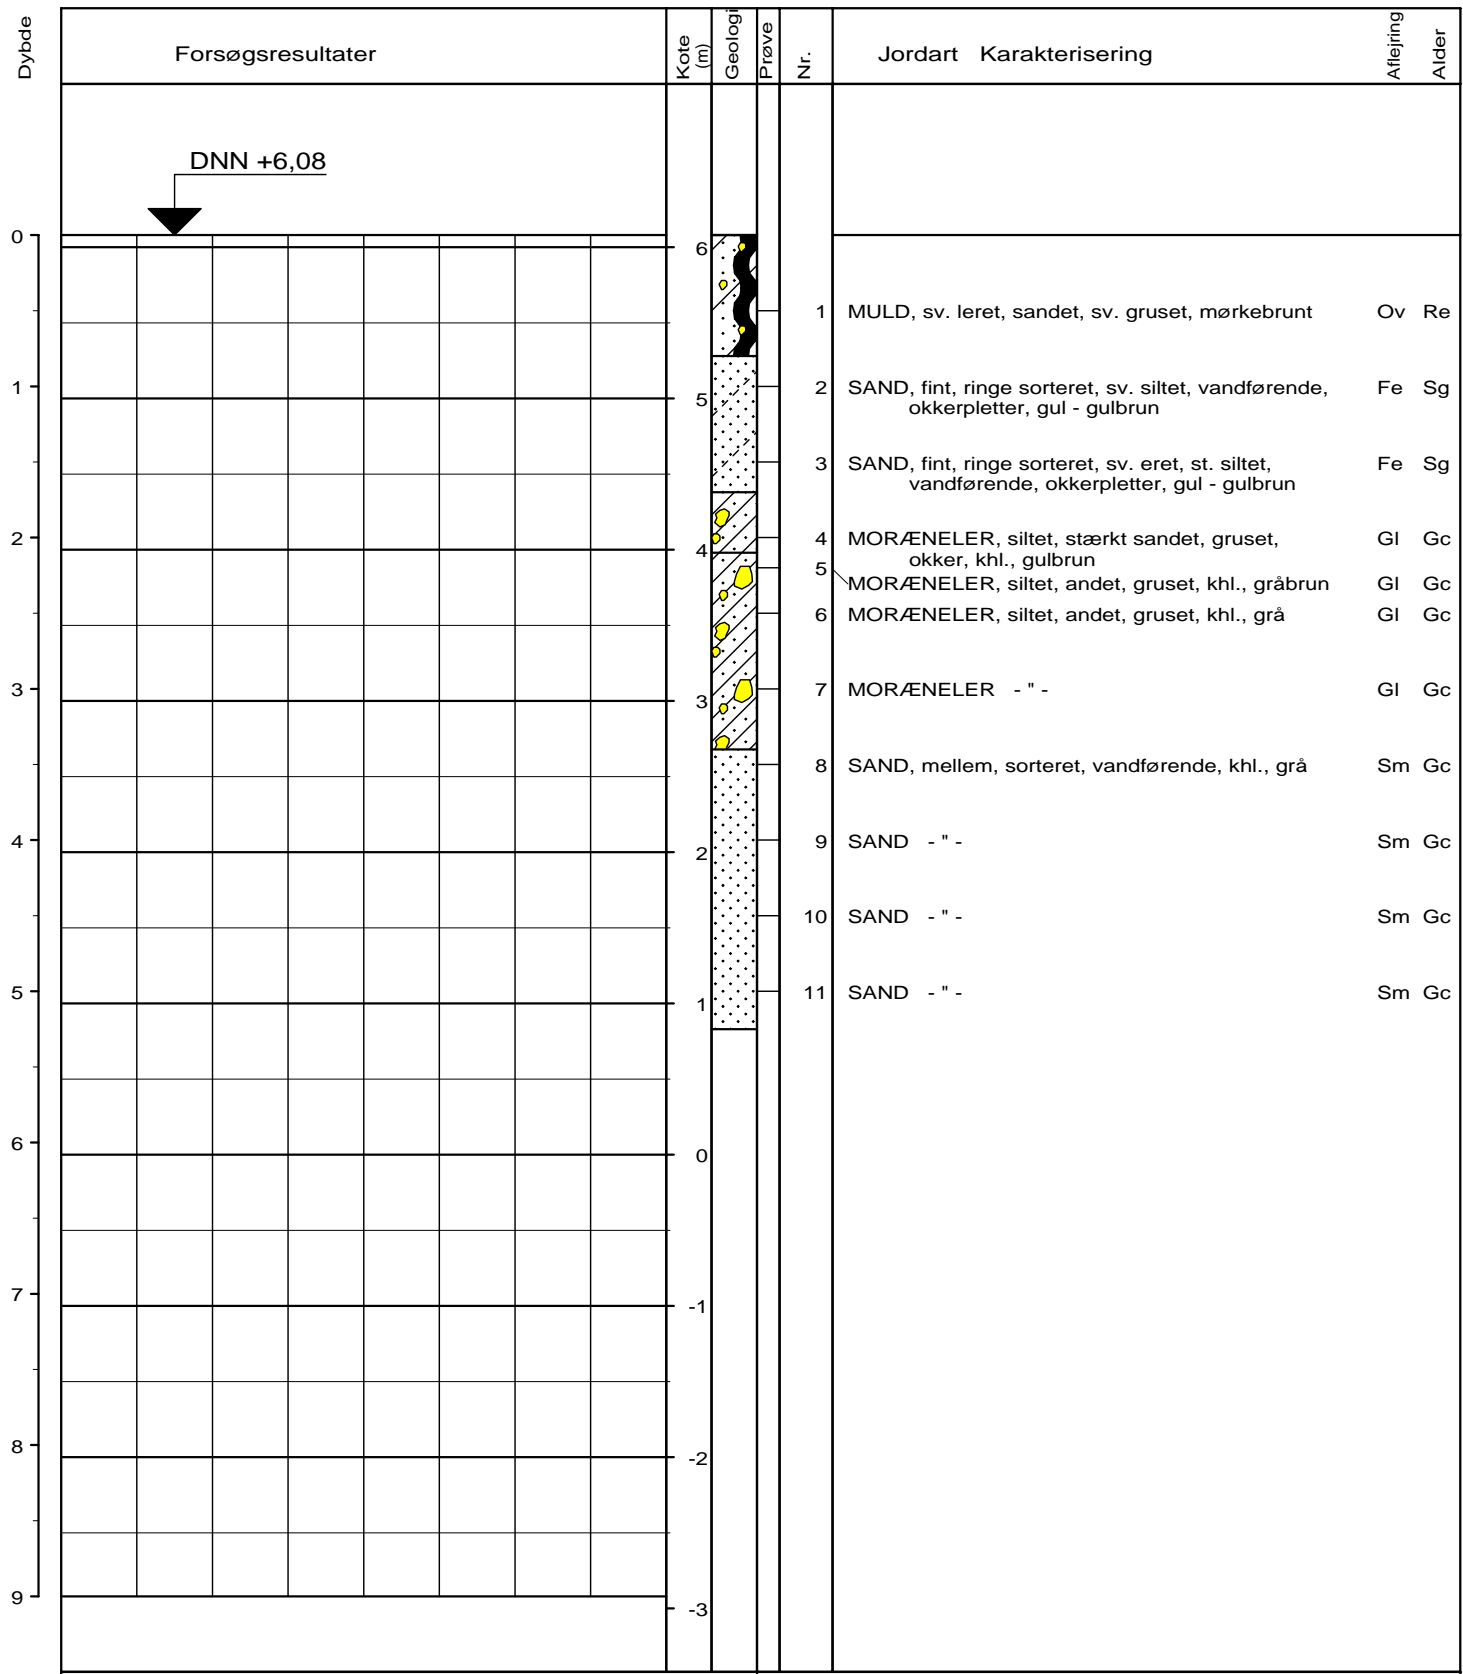 Dybde
Forsøgsresultater
Kote
(m)
Geologi
Prøve
Nr.
Jordart Karakterisering
Aflejring
Alder
DNN +6,08
0
6
1 MULD, sv. leret, sandet, sv. gruset, mørkebrunt Ov Re
1
2 SAND, fint, ringe sorteret, sv. siltet, vandførende, Fe Sg
5
okkerpletter, gul - gulbrun
3 SAND, fint, ringe sorteret, sv. eret, st. siltet, Fe Sg
vandførende, okkerpletter, gul - gulbrun
2
4 MORÆNELER, siltet, stærkt sandet, gruset, Gl Gc
4
okker, khl., gulbrun
5
MORÆNELER, siltet, andet, gruset, khl., gråbrun Gl Gc
6 MORÆNELER, siltet, andet, gruset, khl., grå Gl Gc
3
7 MORÆNELER - " - Gl Gc
3
8 SAND, mellem, sorteret, vandførende, khl., grå Sm Gc
4
9 SAND - " - Sm Gc
2
10 SAND - " - Sm Gc
5
11 SAND - " - Sm Gc
1
6
0
7
-1
8
-2
9
-3